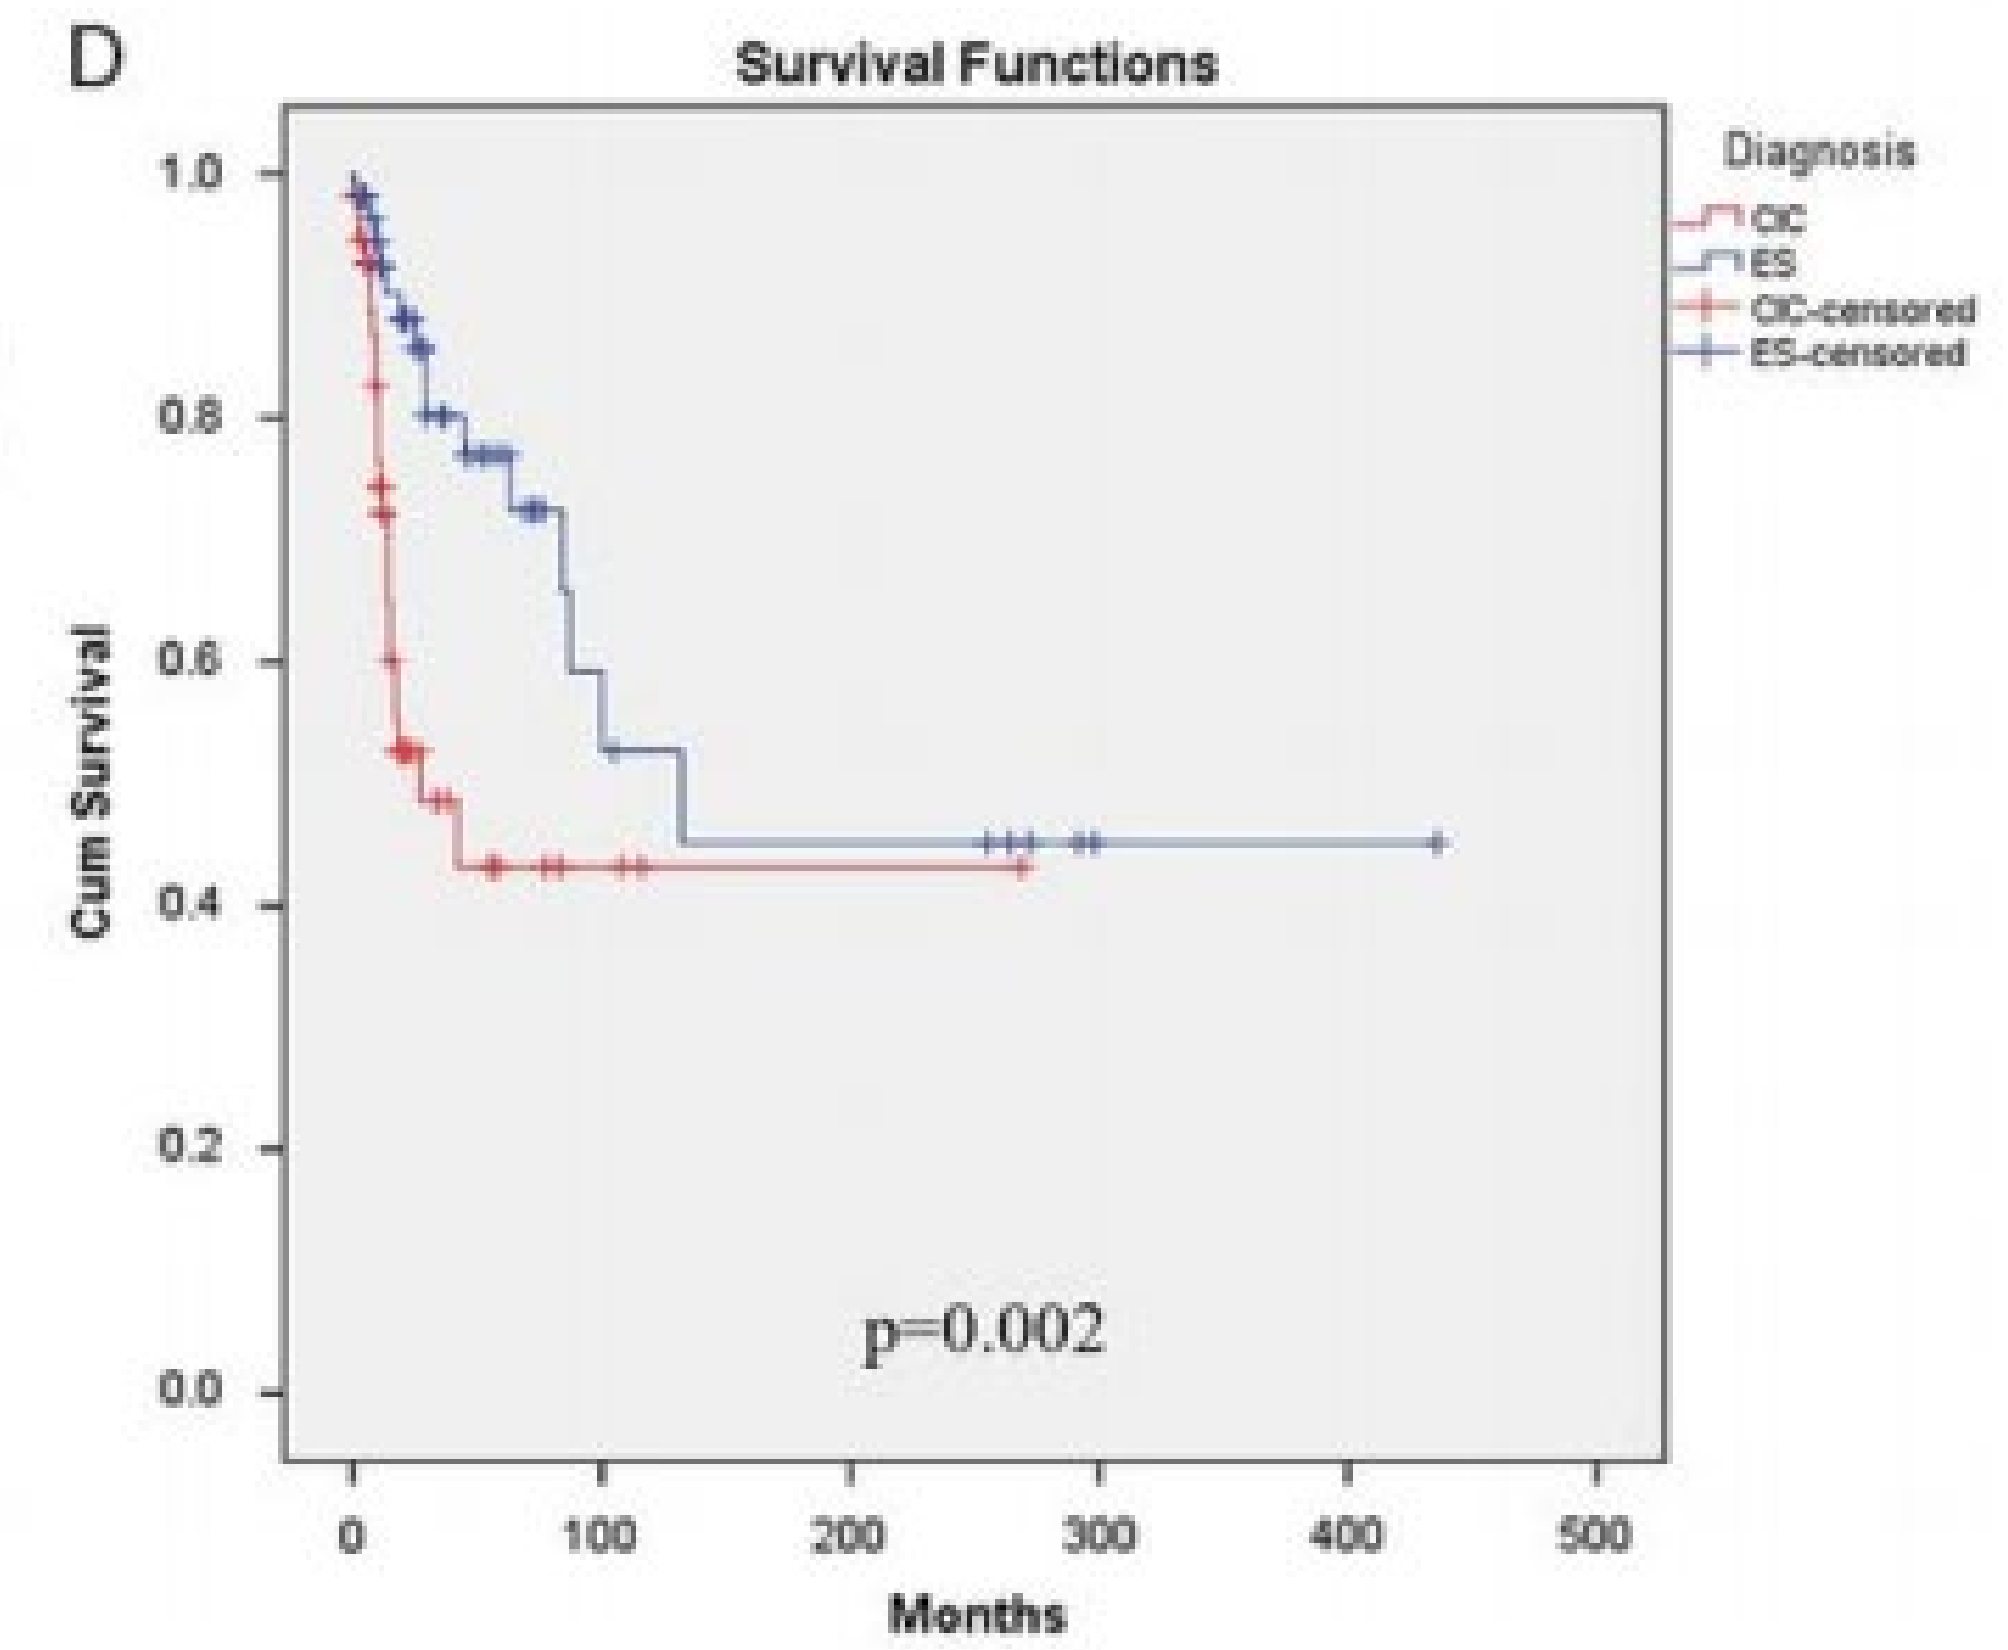 D
Survival Functions
Diagnosis
CIC
ES
CIC-censored
ES-censored
Cum Survival
1.0
0.8
0.6
0.4
0.2
0.0
p=0.002
0 100 200 300 400 500
Months